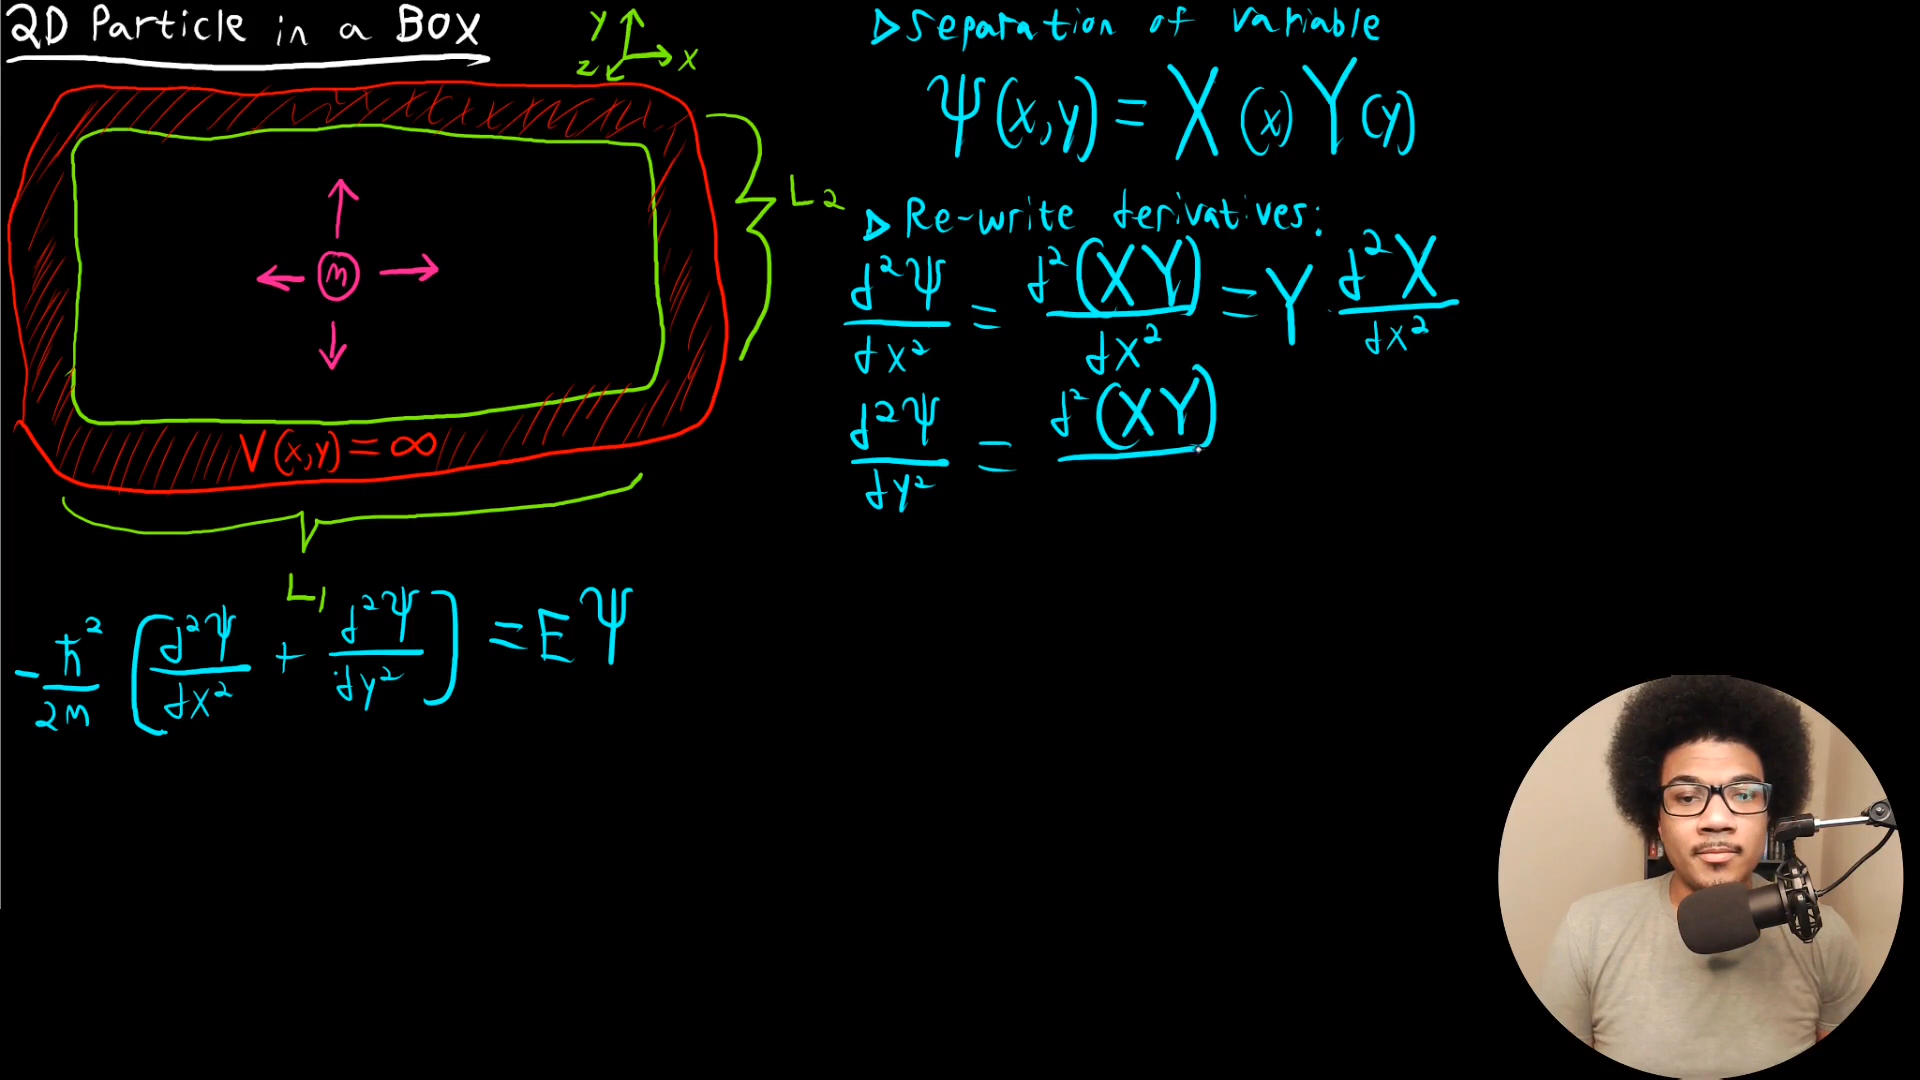 2D Particle in a Box
Y
X
Z
L2
m
V(x,y) = ∞
L1
-ħ²/2m [d²Ψ/dx² + d²Ψ/dy²] = EΨ
▷ Separation of variable
Ψ(x,y) = X(x)Y(y)
▷ Re-write derivatives:
d²Ψ/dx² = d²(XY)/dx² = Y d²X/dx²
d²Ψ/dy² = d²(XY)